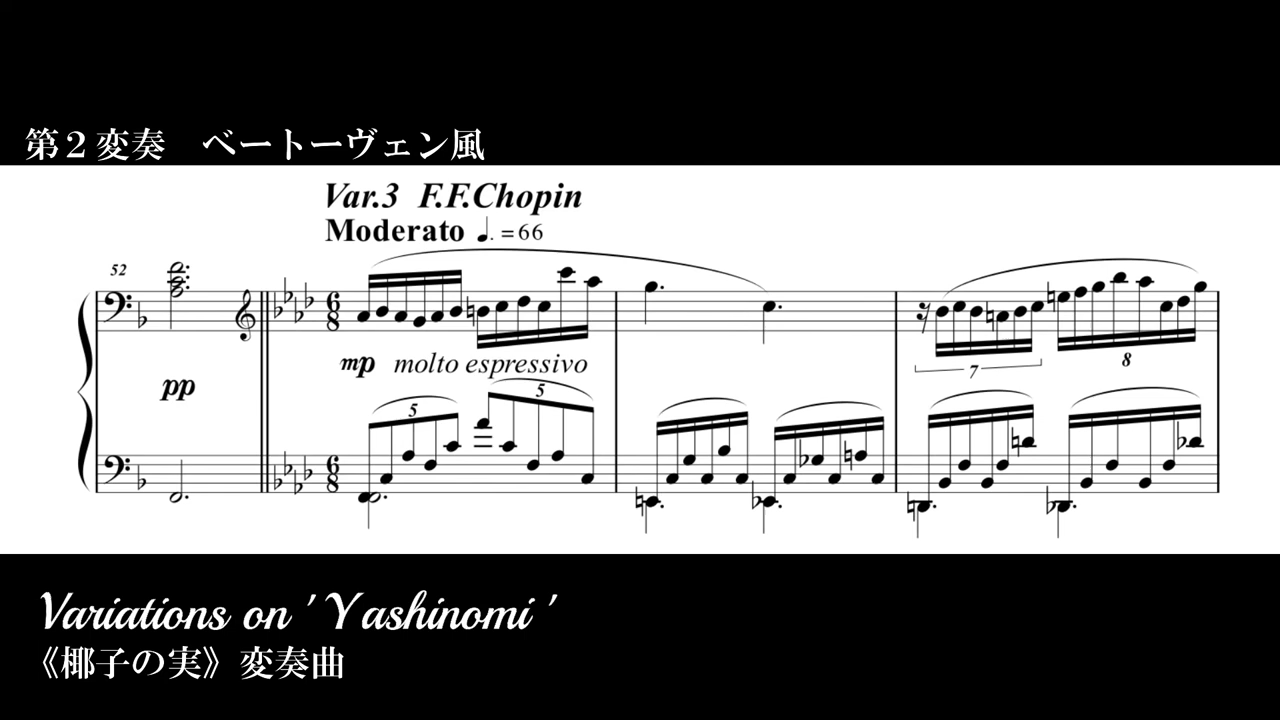 第２変奏　ベートーヴェン風
Var.3 F.F.Chopin
Moderato ♩. = 66
52
pp
6
8
mp molto espressivo
7
8
5
5
6
8
Variations on ' Yashinomi '
《椰子の実》変奏曲